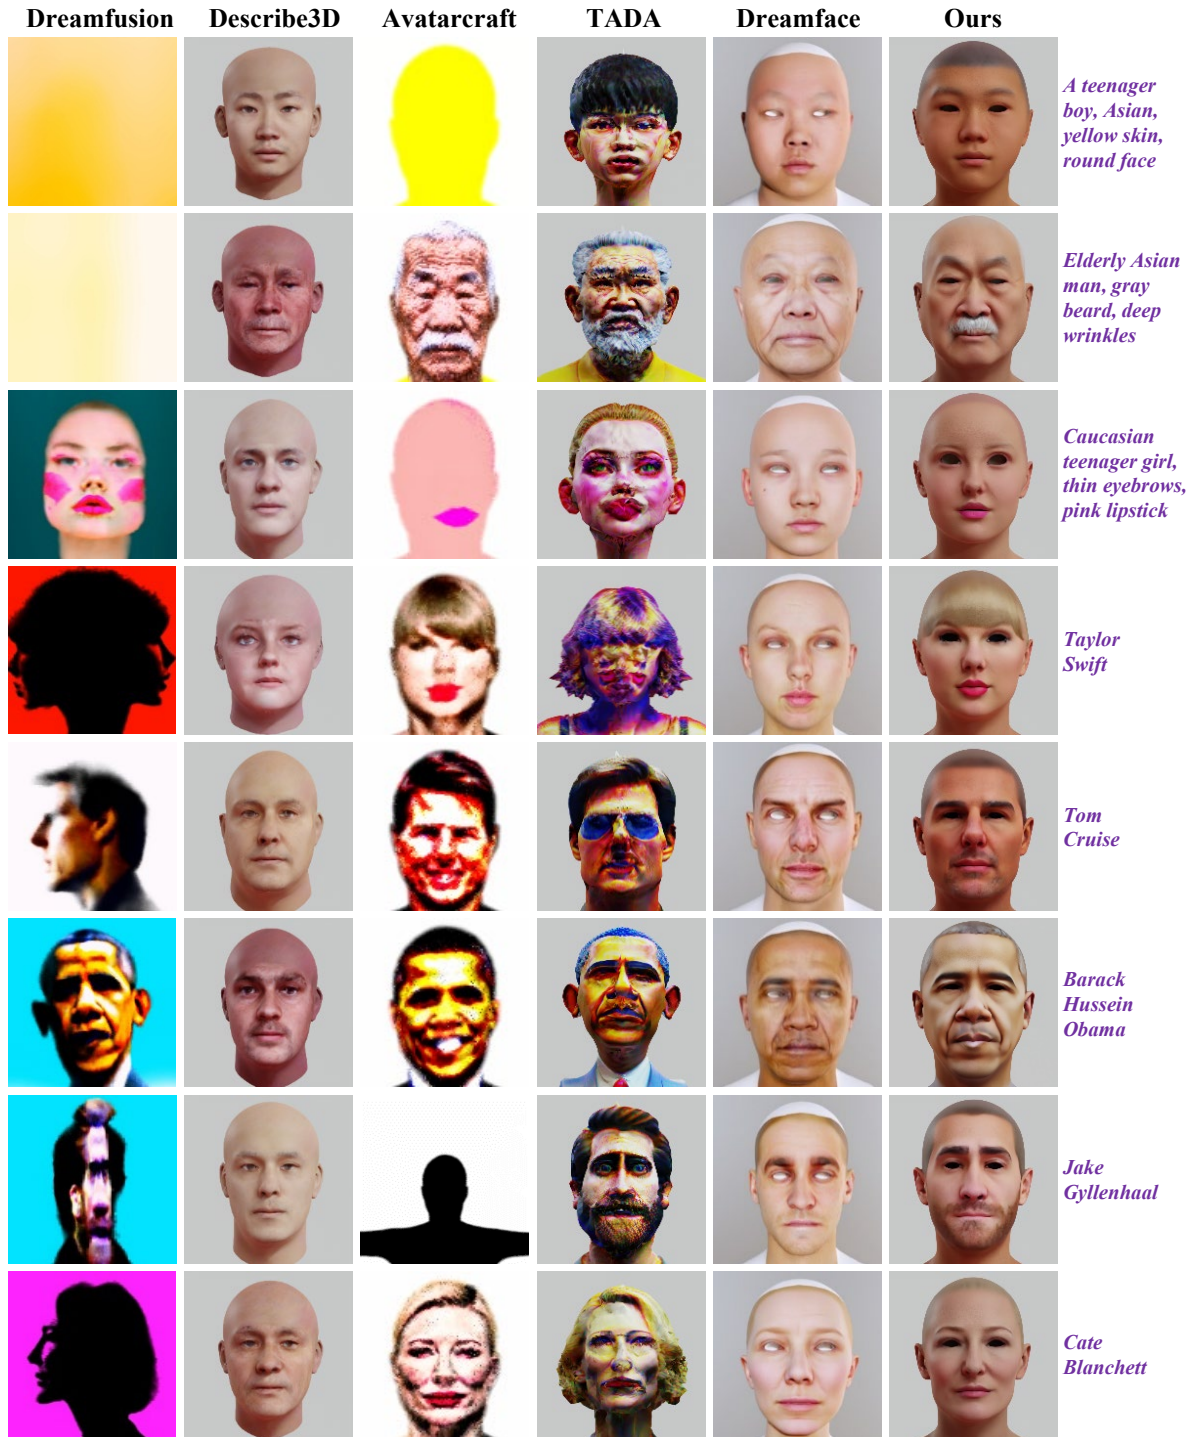 Dreamfusion Describe3D Avatarcraft TADA Dreamface Ours
A teenager
boy, Asian,
yellow skin,
round face
Elderly Asian
man, gray
beard, deep
wrinkles
Caucasian
teenager girl,
thin eyebrows,
pink lipstick
Taylor
Swift
Tom
Cruise
Barack
Hussein
Obama
Jake
Gyllenhaal
Cate
Blanchett